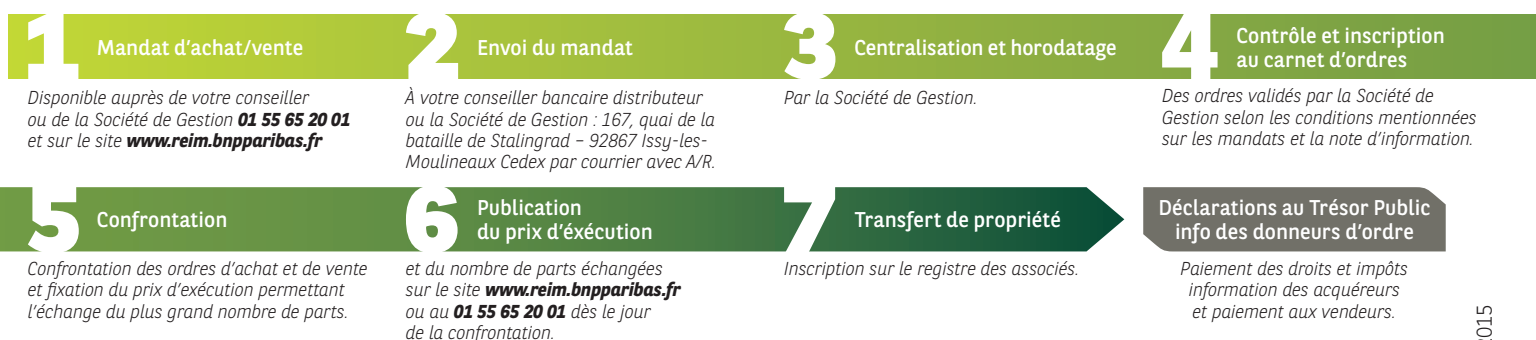 1 Mandat d'achat/vente
Disponible auprès de votre conseiller
ou de la Société de Gestion 01 55 65 20 01
et sur le site www.reim.bnpparibas.fr
2 Envoi du mandat
À votre conseiller bancaire distributeur
ou la Société de Gestion : 167, quai de la
bataille de Stalingrad – 92867 Issy-les-
Moulineaux Cedex par courrier avec A/R.
3 Centralisation et horodatage
Par la Société de Gestion.
4 Contrôle et inscription
au carnet d'ordres
Des ordres validés par la Société de
Gestion selon les conditions mentionnées
sur les mandats et la note d'information.
5 Confrontation
Confrontation des ordres d'achat et de vente
et fixation du prix d'exécution permettant
l'échange du plus grand nombre de parts.
6 Publication
du prix d'éxécution
et du nombre de parts échangées
sur le site www.reim.bnpparibas.fr
ou au 01 55 65 20 01 dès le jour
de la confrontation.
7 Transfert de propriété
Inscription sur le registre des associés.
Déclarations au Trésor Public
info des donneurs d'ordre
Paiement des droits et impôts
information des acquéreurs
et paiement aux vendeurs.
2015